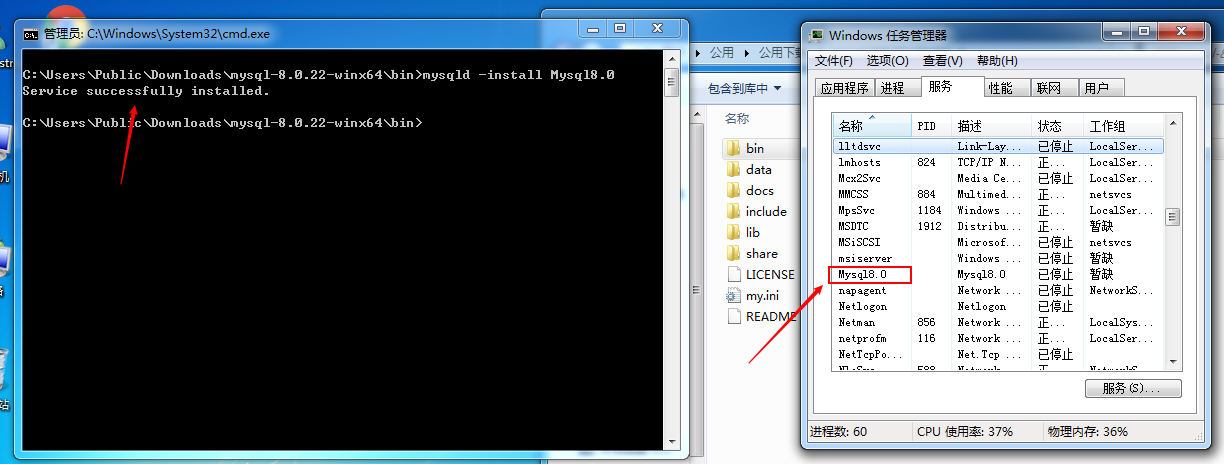 管理员: C:\Windows\System32\cmd.exe
C:\Users\Public\Downloads\mysql-8.0.22-winx64\bin>mysqld -install Mysql8.0
Service successfully installed.
C:\Users\Public\Downloads\mysql-8.0.22-winx64\bin>
公用 公用下载
包含到库中
名称
bin
data
docs
include
lib
share
LICENSE
my.ini
README
Windows 任务管理器
文件(F) 选项(O) 查看(V) 帮助(H)
应用程序 进程 服务 性能 联网 用户
名称 PID 描述 状态 工作组
lltdsvc Link-Lay... 已停止 LocalSer...
lmhosts 824 TCP/IP N... 正... LocalSer...
Mcx2Svc Media Ce... 已停止 LocalSer...
MMCSS 884 Multimed... 正... netsvcs
MpsSvc 1184 Windows ... 正... LocalSer...
MSDTC 1912 Distribu... 正... 暂缺
MSiSCSI Microsof... 已停止 netsvcs
msiserver Windows ... 已停止 暂缺
Mysql8.0 Mysql8.0 已停止 暂缺
napagent Network ... 已停止 NetworkS...
Netlogon Netlogon 已停止
Netman 856 Network ... 正... LocalSys...
netprofm 116 Network ... 正... LocalSer...
NetTcpPo... Net.Tcp ... 已停止
服务(S)...
进程数: 60 CPU 使用率: 37% 物理内存: 36%